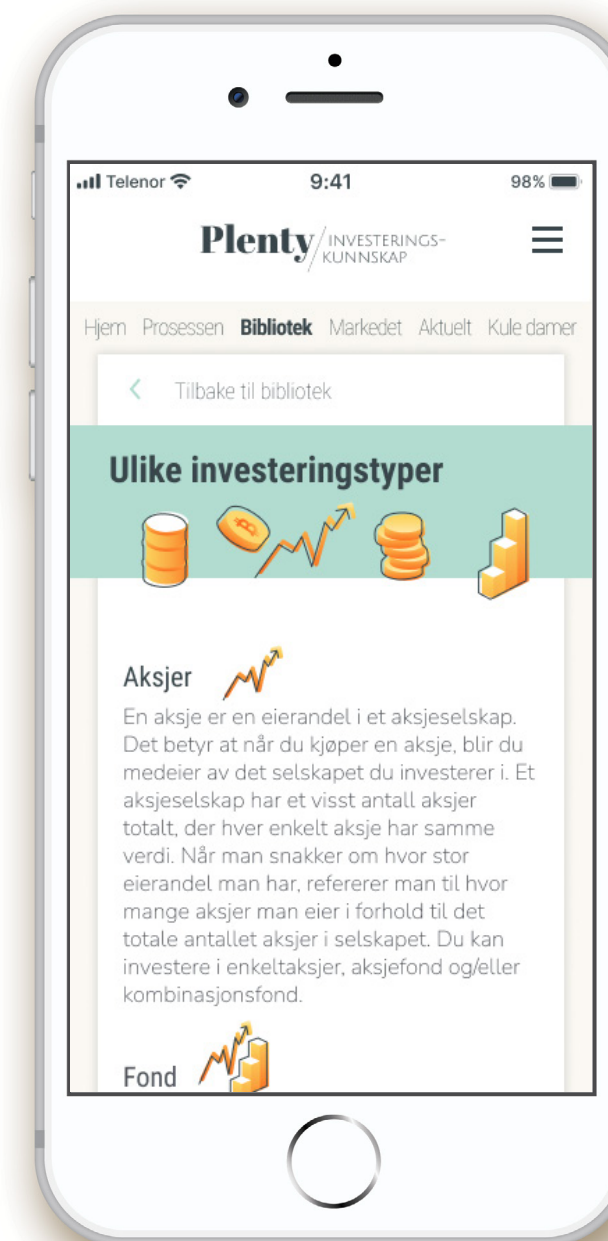 Telenor 9:41 98%
Plenty INVESTERINGS-
KUNNSKAP
Hjem Prosessen Bibliotek Markedet Aktuelt Kule damer
Tilbake til bibliotek
Ulike investeringstyper
Aksjer
En aksje er en eierandel i et aksjeselskap.
Det betyr at når du kjøper en aksje, blir du
medeier av det selskapet du investerer i. Et
aksjeselskap har et visst antall aksjer
totalt, der hver enkelt aksje har samme
verdi. Når man snakker om hvor stor
eierandel man har, refererer man til hvor
mange aksjer man eier i forhold til det
totale antallet aksjer i selskapet. Du kan
investere i enkeltaksjer, aksjefond og/eller
kombinasjonsfond.
Fond